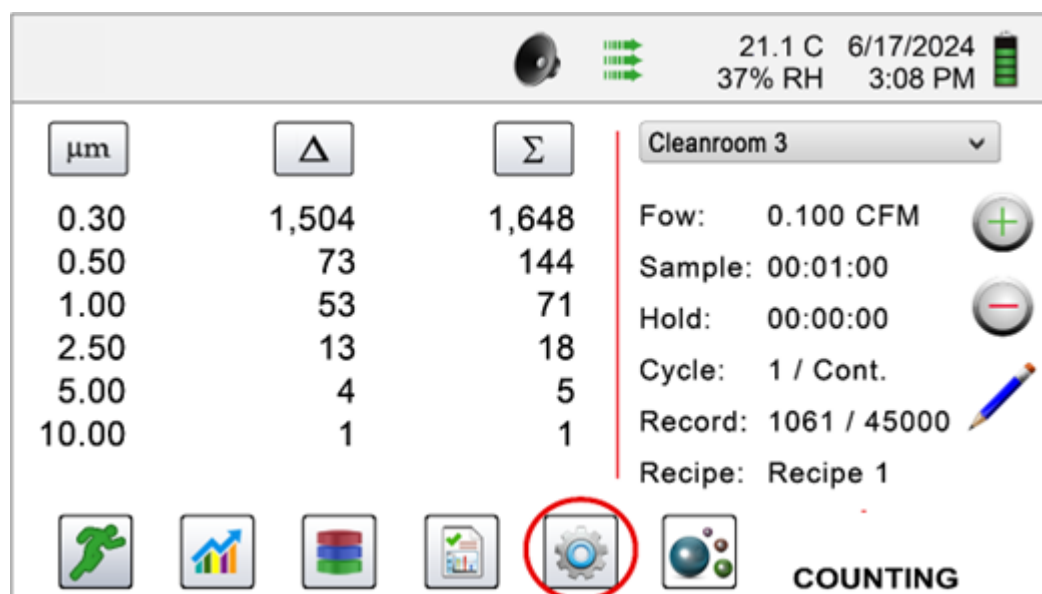 21.1 C 6/17/2024
37% RH 3:08 PM
µm Δ Σ
0.30 1,504 1,648
0.50 73 144
1.00 53 71
2.50 13 18
5.00 4 5
10.00 1 1
Cleanroom 3
Fow: 0.100 CFM
Sample: 00:01:00
Hold: 00:00:00
Cycle: 1 / Cont.
Record: 1061 / 45000
Recipe: Recipe 1
COUNTING